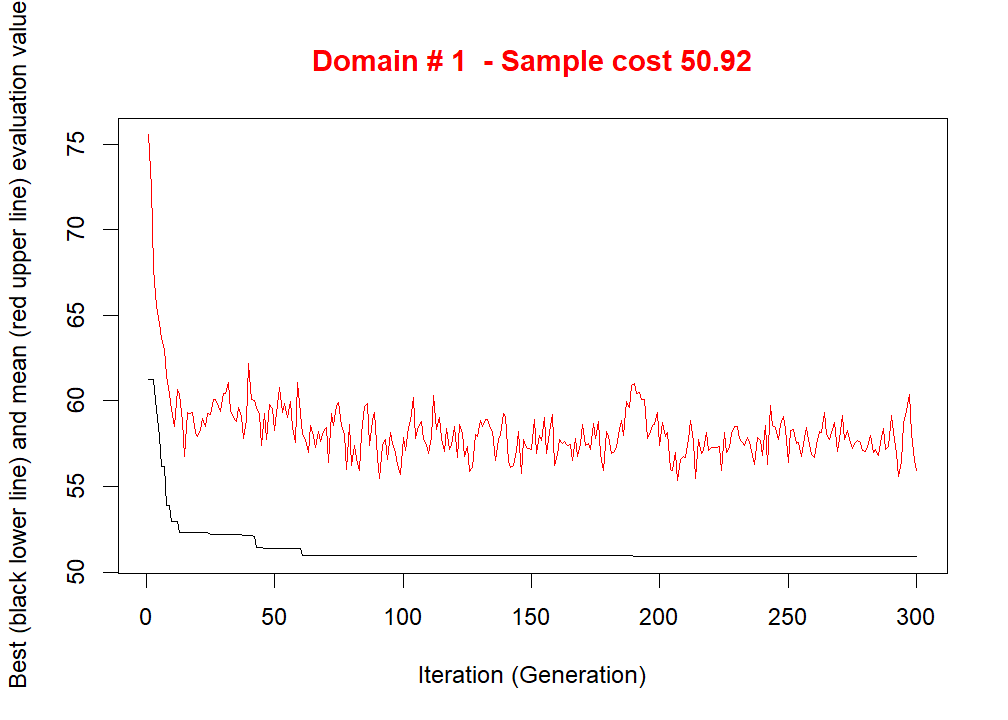 Domain # 1  - Sample cost 50.92
Best (black lower line) and mean (red upper line) evaluation value
75
70
65
60
55
50
0 50 100 150 200 250 300
Iteration (Generation)